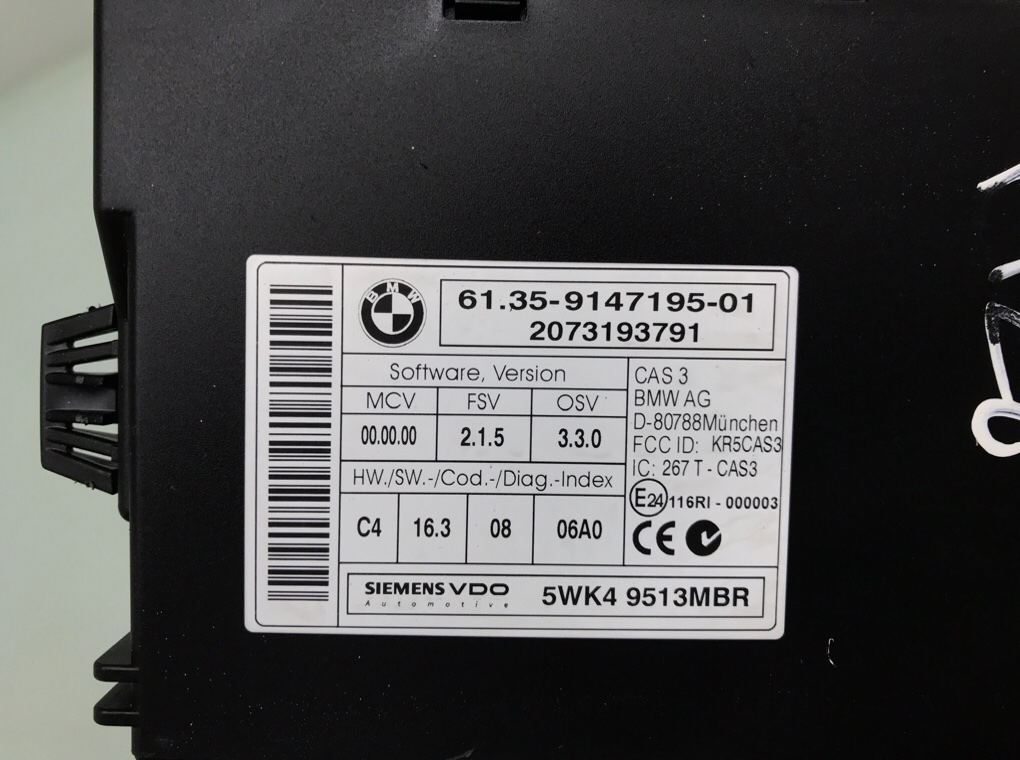 BMW
61.35-9147195-01
2073193791
Software, Version
MCV FSV OSV
00.00.00 2.1.5 3.3.0
HW./SW.-/Cod.-/Diag.-Index
C4 16.3 08 06A0
CAS 3
BMW AG
D-80788München
FCC ID: KR5CAS3
IC: 267 T - CAS3
E24 116RI - 000003
CE
SIEMENS VDO
Automotive
5WK4 9513MBR